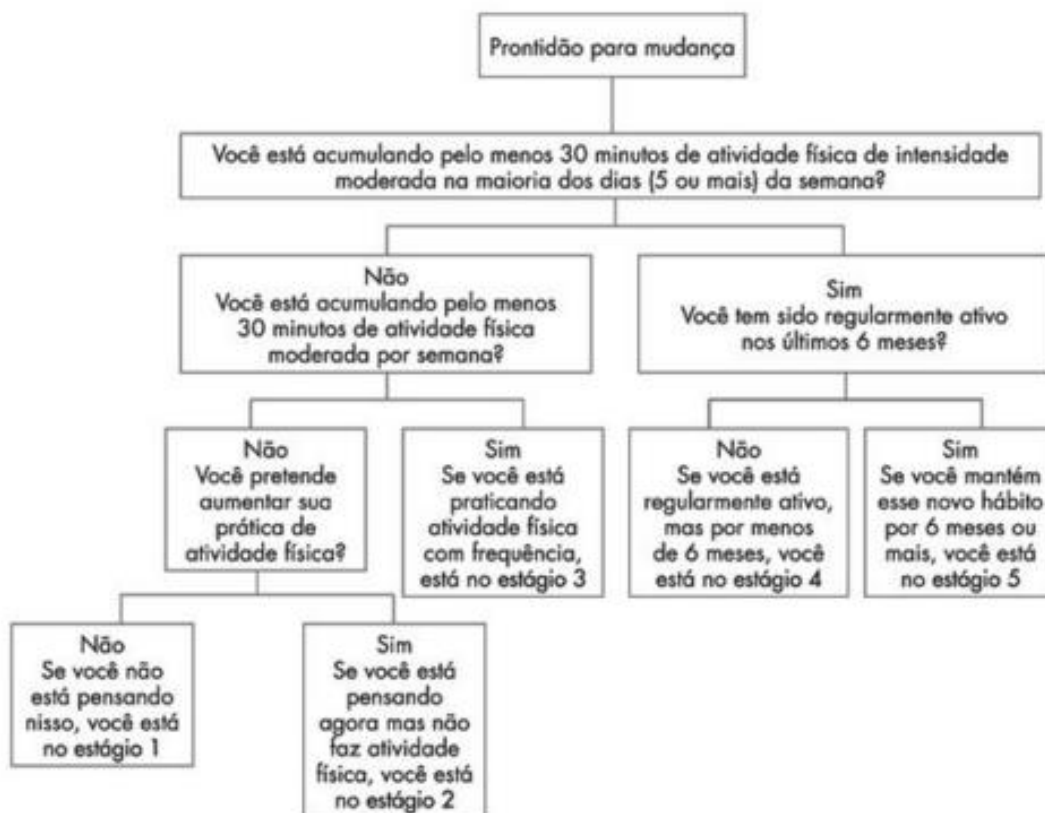 Prontidão para mudança
Você está acumulando pelo menos 30 minutos de atividade física de intensidade
moderada na maioria dos dias (5 ou mais) da semana?
Não
Você está acumulando pelo menos
30 minutos de atividade física
moderada por semana?
Sim
Você tem sido regularmente ativo
nos últimos 6 meses?
Não
Você pretende
aumentar sua
prática de
atividade física?
Sim
Se você está
praticando
atividade física
com frequência,
está no estágio 3
Não
Se você está
regularmente ativo,
mas por menos
de 6 meses, você
está no estágio 4
Sim
Se você mantém
esse novo hábito
por 6 meses ou
mais, você está
no estágio 5
Não
Se você não
está pensando
nisso, você está
no estágio 1
Sim
Se você está
pensando
agora mas não
faz atividade
física, você está
no estágio 2